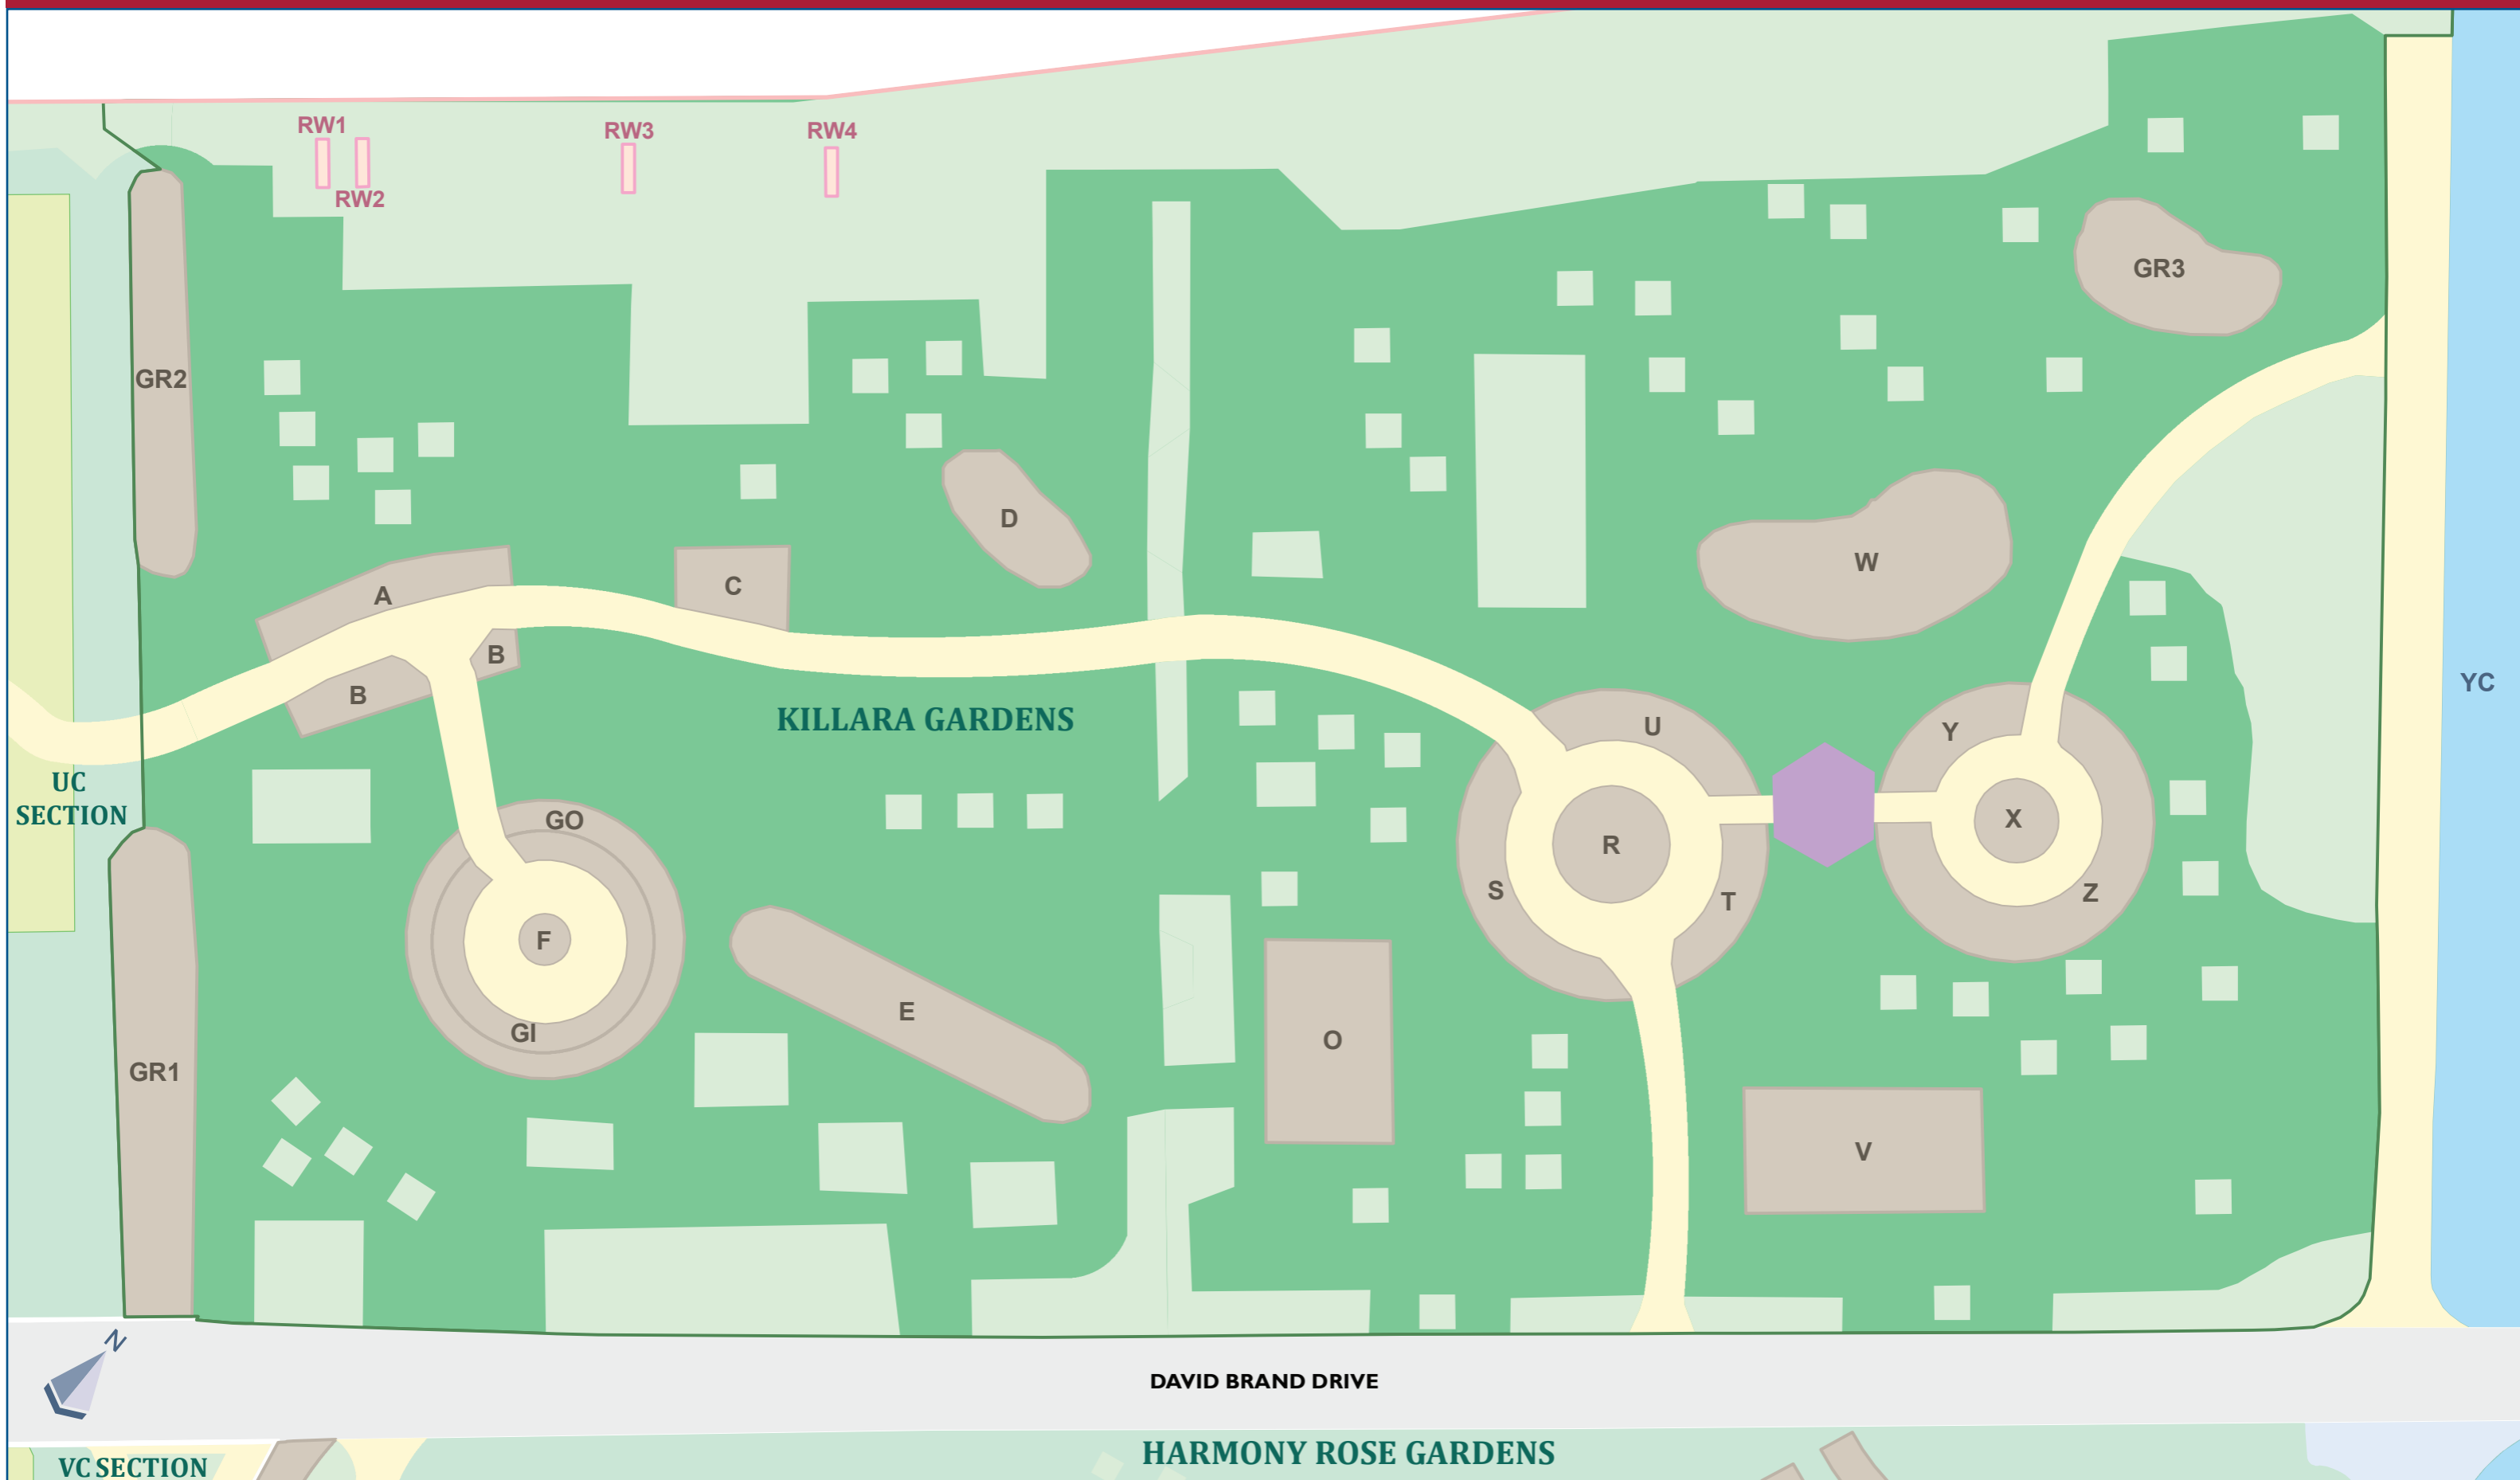 RW1
RW2
RW3
RW4
GR3
GR2
D
W
A
C
B
B
YC
KILLARA GARDENS
U
Y
UC
SECTION
GO
X
R
S
T
Z
F
E
GI
O
GR1
V
N
DAVID BRAND DRIVE
HARMONY ROSE GARDENS
VC SECTION